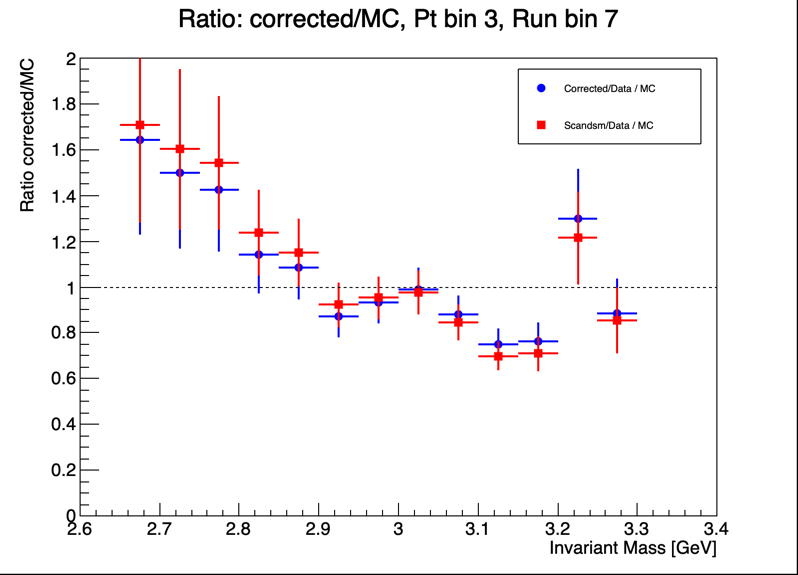 Ratio: corrected/MC, Pt bin 3, Run bin 7
Ratio corrected/MC
2
1.8
1.6
1.4
1.2
1
0.8
0.6
0.4
0.2
0
Corrected/Data / MC
Scandsm/Data / MC
2.6 2.7 2.8 2.9 3 3.1 3.2 3.3 3.4
Invariant Mass [GeV]